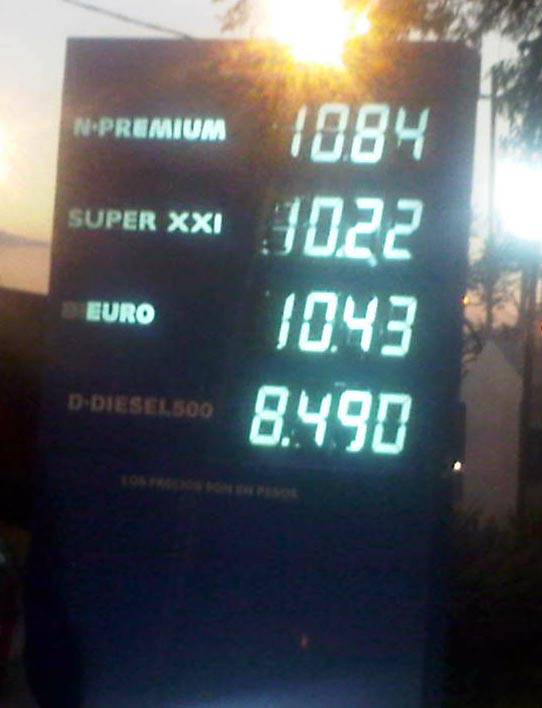 N-PREMIUM 10.84
SUPER XXI 10.22
D-EURO 10.43
D-DIESEL500 8.490
LOS PRECIOS SON EN PESOS